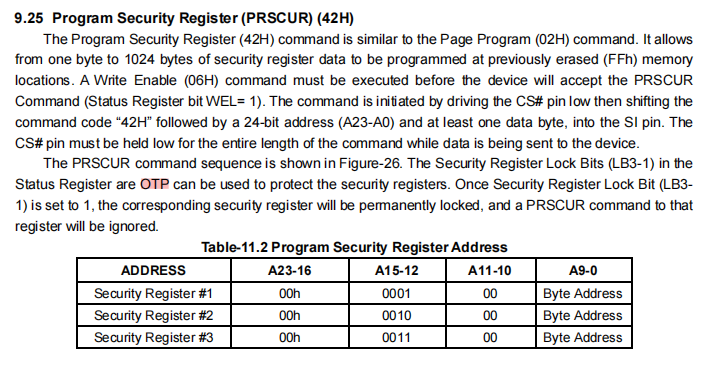 9.25 Program Security Register (PRSCUR) (42H)
The Program Security Register (42H) command is similar to the Page Program (02H) command. It allows
from one byte to 1024 bytes of security register data to be programmed at previously erased (FFh) memory
locations. A Write Enable (06H) command must be executed before the device will accept the PRSCUR
Command (Status Register bit WEL= 1). The command is initiated by driving the CS# pin low then shifting the
command code “42H” followed by a 24-bit address (A23-A0) and at least one data byte, into the SI pin. The
CS# pin must be held low for the entire length of the command while data is being sent to the device.
The PRSCUR command sequence is shown in Figure-26. The Security Register Lock Bits (LB3-1) in the
Status Register are OTP can be used to protect the security registers. Once Security Register Lock Bit (LB3-
1) is set to 1, the corresponding security register will be permanently locked, and a PRSCUR command to that
register will be ignored.
Table-11.2 Program Security Register Address
ADDRESS A23-16 A15-12 A11-10 A9-0
Security Register #1 00h 0001 00 Byte Address
Security Register #2 00h 0010 00 Byte Address
Security Register #3 00h 0011 00 Byte Address